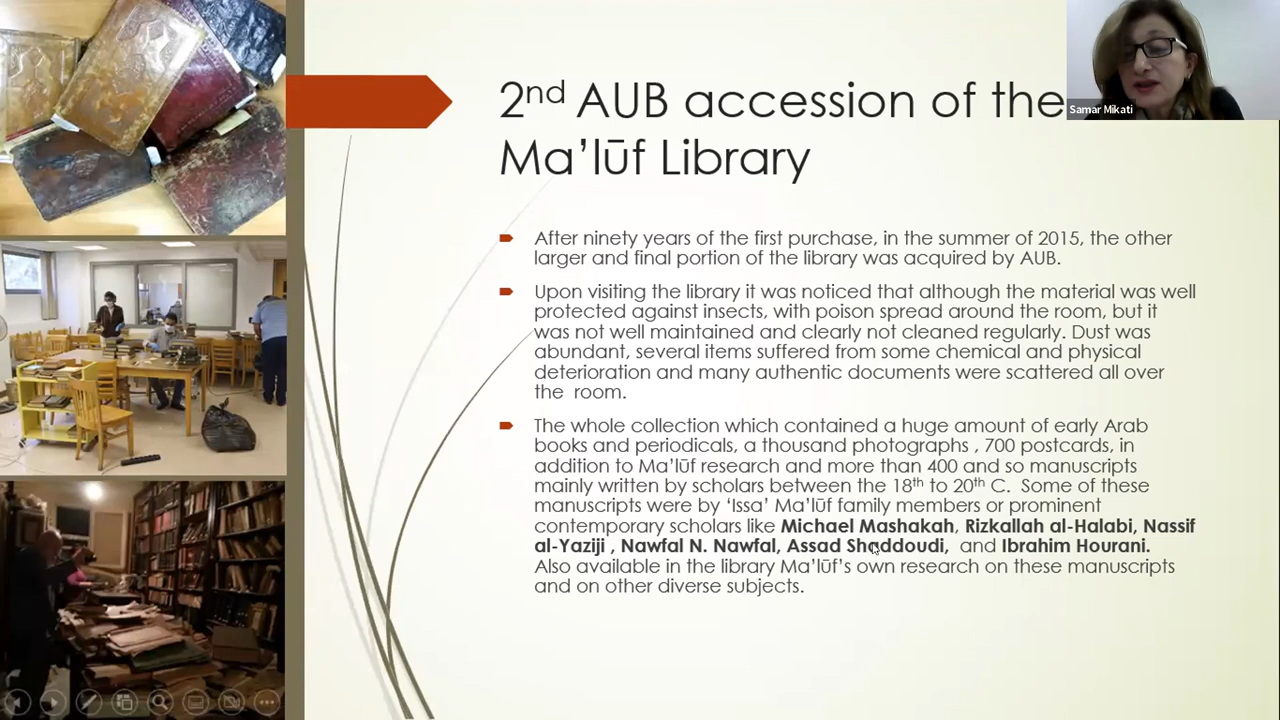 2nd AUB accession of the
Ma’lūf Library
Samar Mikati
After ninety years of the first purchase, in the summer of 2015, the other
larger and final portion of the library was acquired by AUB.
Upon visiting the library it was noticed that although the material was well
protected against insects, with poison spread around the room, but it
was not well maintained and clearly not cleaned regularly. Dust was
abundant, several items suffered from some chemical and physical
deterioration and many authentic documents were scattered all over
the room.
The whole collection which contained a huge amount of early Arab
books and periodicals, a thousand photographs , 700 postcards, in
addition to Ma’lūf research and more than 400 and so manuscripts
mainly written by scholars between the 18th to 20th C. Some of these
manuscripts were by ‘Issa’ Ma’lūf family members or prominent
contemporary scholars like Michael Mashakah, Rizkallah al-Halabi, Nassif
al-Yaziji , Nawfal N. Nawfal, Assad Shaddoudi, and Ibrahim Hourani.
Also available in the library Ma’lūf’s own research on these manuscripts
and on other diverse subjects.